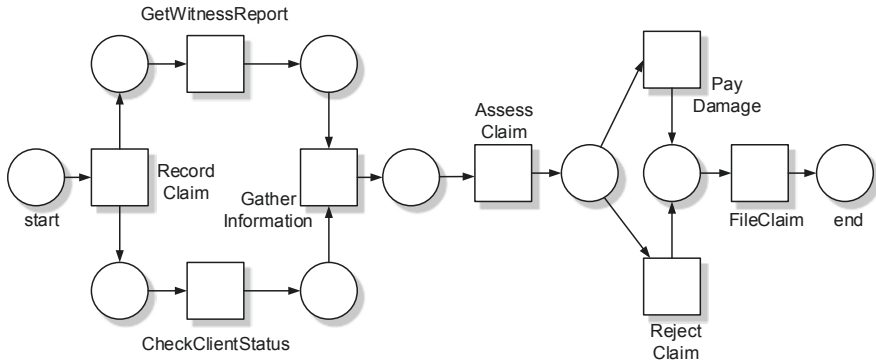 GetWitnessReport
Pay
Damage
Assess
Claim
Record
Claim
Gather
Information
start
FileClaim
end
CheckClientStatus
Reject
Claim